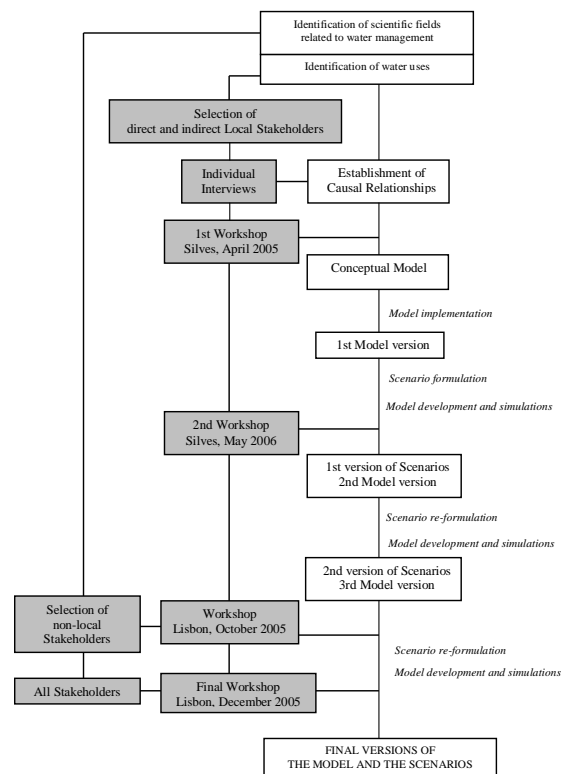 Identification of scientific fields
related to water management
Identification of water uses
Selection of
direct and indirect Local Stakeholders
Individual
Interviews
Establishment of
Causal Relationships
1st Workshop
Silves, April 2005
Conceptual Model
Model implementation
1st Model version
Scenario formulation
Model development and simulations
2nd Workshop
Silves, May 2006
1st version of Scenarios
2nd Model version
Scenario re-formulation
Model development and simulations
2nd version of Scenarios
3rd Model version
Selection of
non-local
Stakeholders
Workshop
Lisbon, October 2005
Scenario re-formulation
Model development and simulations
All Stakeholders
Final Workshop
Lisbon, December 2005
FINAL VERSIONS OF
THE MODEL AND THE SCENARIOS